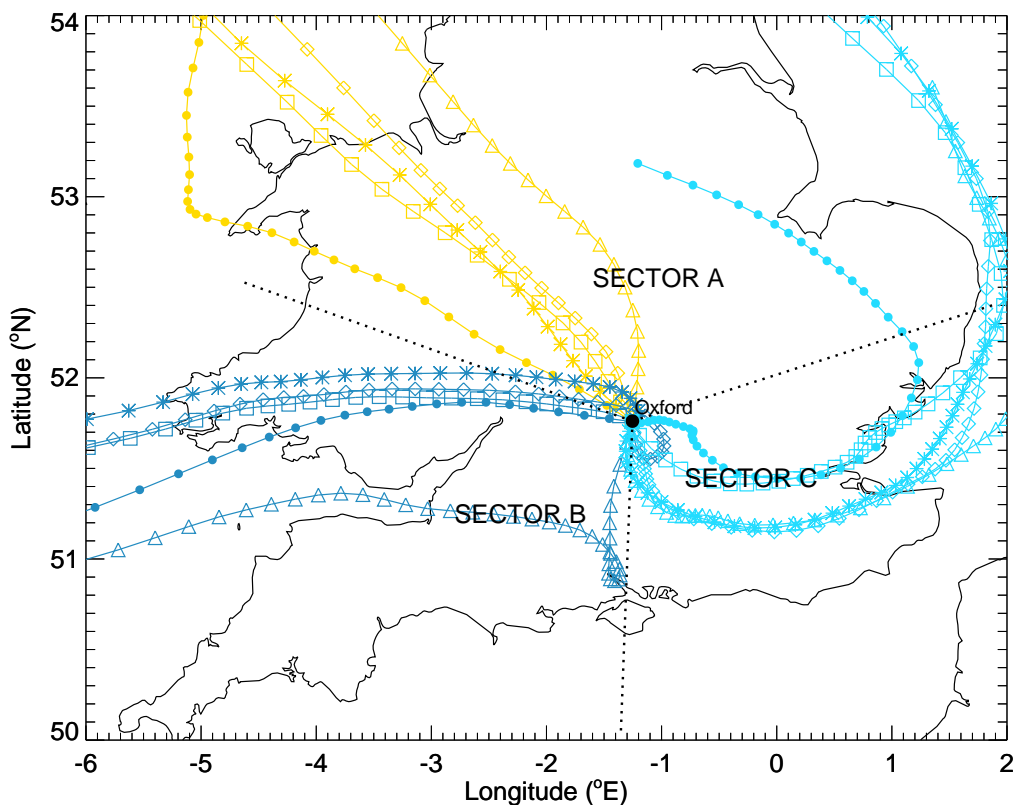 54
53
52
51
50
Latitude (°N)
SECTOR A
Oxford
SECTOR C
SECTOR B
-6 -5 -4 -3 -2 -1 0 1 2
Longitude (°E)